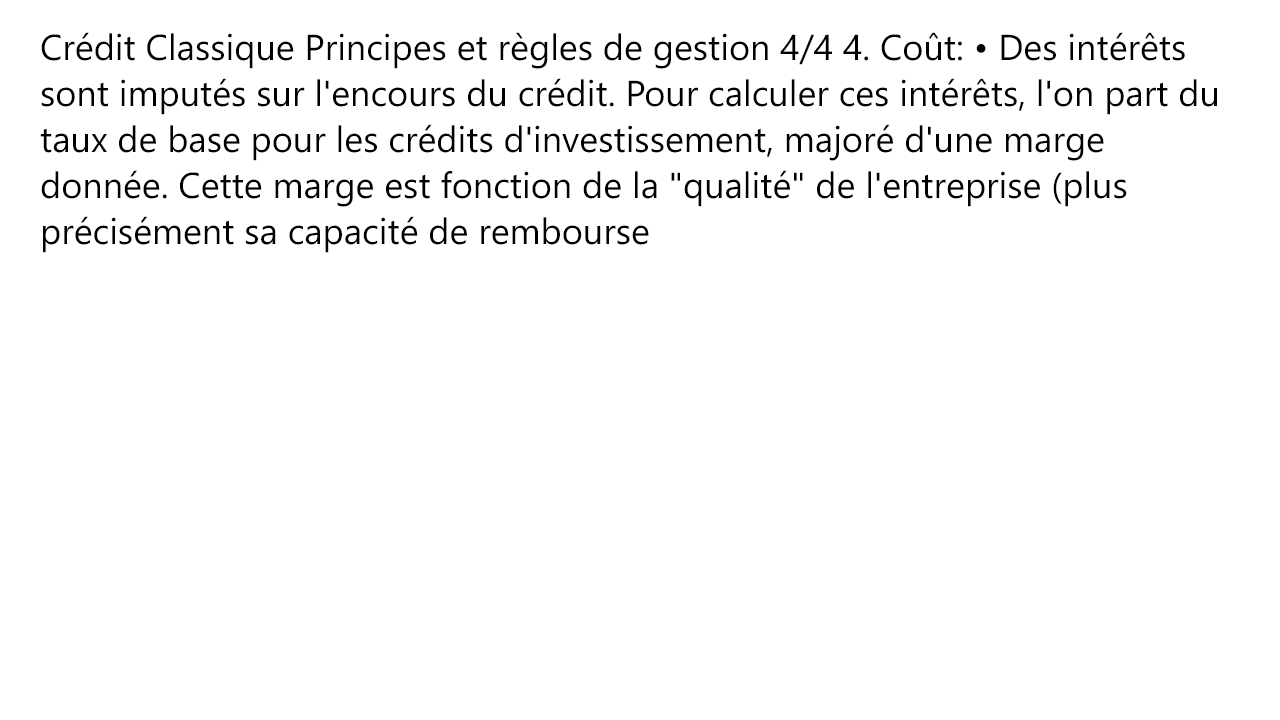 Crédit Classique Principes et règles de gestion 4/4 4. Coût: • Des intérêts
sont imputés sur l'encours du crédit. Pour calculer ces intérêts, l'on part du
taux de base pour les crédits d'investissement, majoré d'une marge
donnée. Cette marge est fonction de la "qualité" de l'entreprise (plus
précisément sa capacité de rembourse